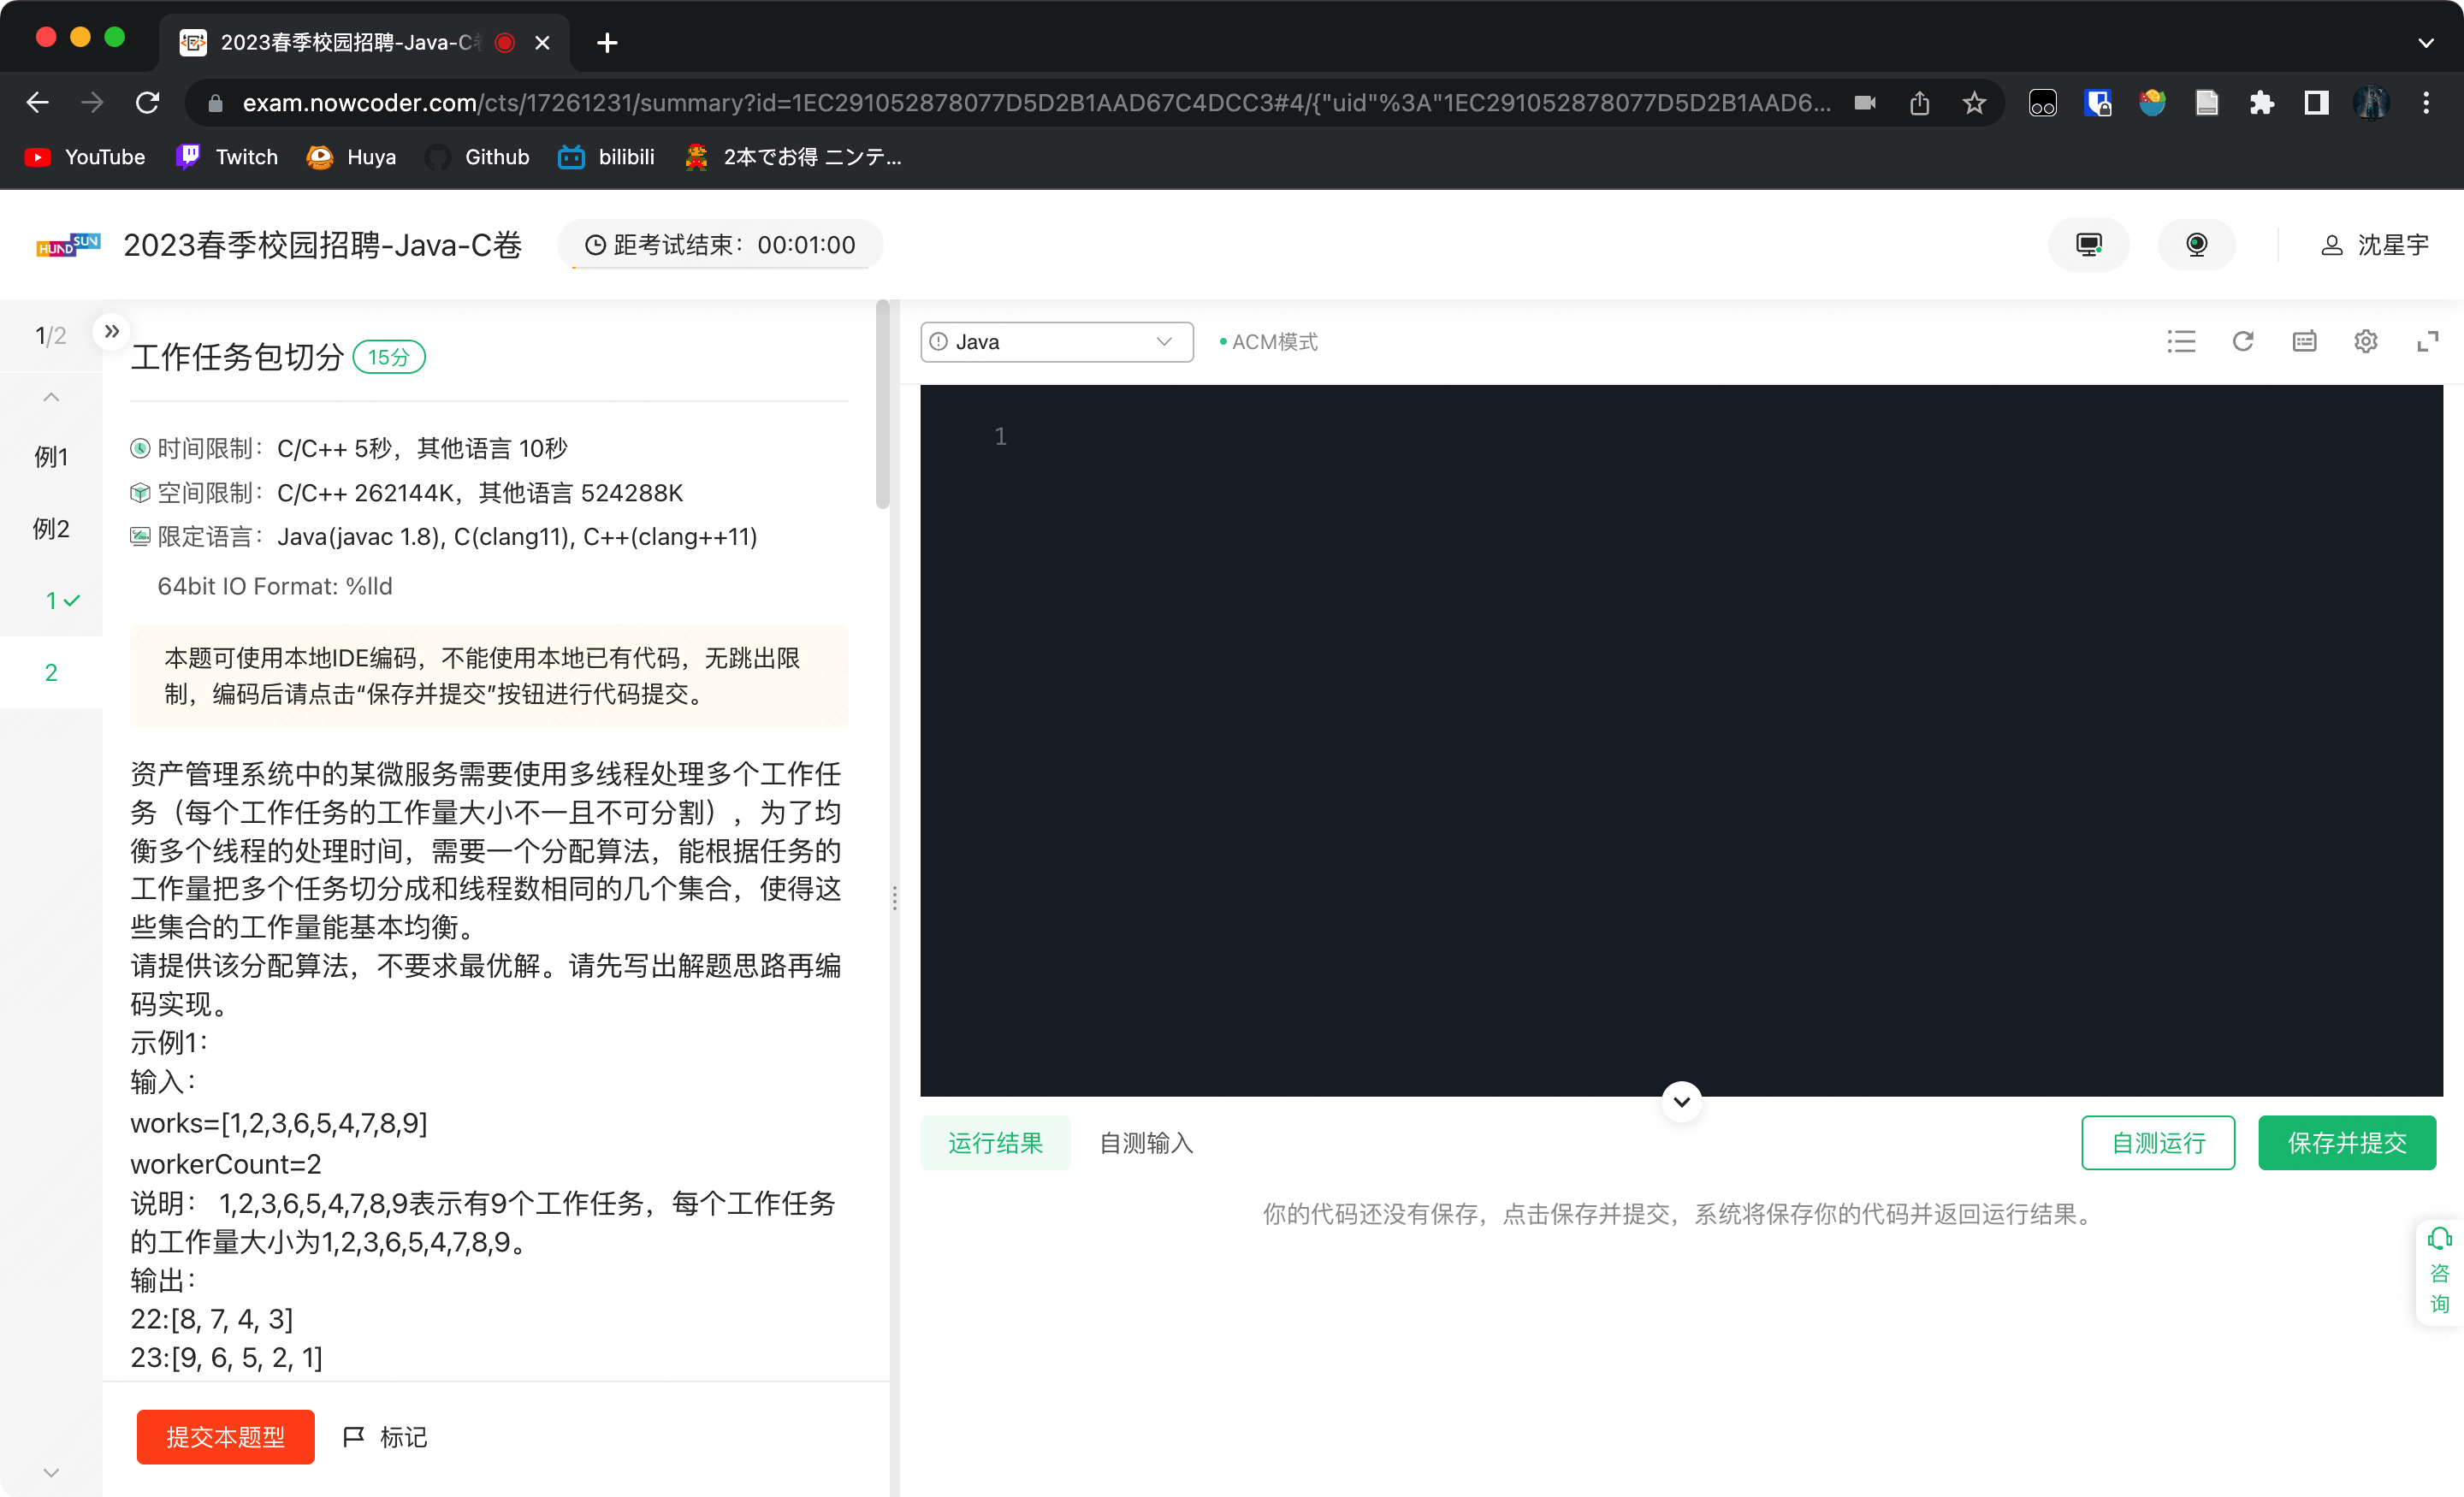 2023春季校园招聘-Java-C
exam.nowcoder.com/cts/17261231/summary?id=1EC291052878077D5D2B1AAD67C4DCC3#4/{"uid"%3A"1EC291052878077D5D2B1AAD6...
YouTube Twitch Huya Github bilibili 2本でお得 ニンテ...
HUNDSUN 2023春季校园招聘-Java-C卷 距考试结束：00:01:00 沈星宇
1/2
例1
例2
1
2
工作任务包切分 15分
时间限制：C/C++ 5秒，其他语言 10秒
空间限制：C/C++ 262144K，其他语言 524288K
限定语言：Java(javac 1.8), C(clang11), C++(clang++11)
64bit IO Format: %lld
本题可使用本地IDE编码，不能使用本地已有代码，无跳出限
制，编码后请点击“保存并提交”按钮进行代码提交。
资产管理系统中的某微服务需要使用多线程处理多个工作任
务（每个工作任务的工作量大小不一且不可分割），为了均
衡多个线程的处理时间，需要一个分配算法，能根据任务的
工作量把多个任务切分成和线程数相同的几个集合，使得这
些集合的工作量能基本均衡。
请提供该分配算法，不要求最优解。请先写出解题思路再编
码实现。
示例1：
输入：
works=[1,2,3,6,5,4,7,8,9]
workerCount=2
说明： 1,2,3,6,5,4,7,8,9表示有9个工作任务，每个工作任务
的工作量大小为1,2,3,6,5,4,7,8,9。
输出：
22:[8, 7, 4, 3]
23:[9, 6, 5, 2, 1]
提交本题型 标记
Java ACM模式
1
运行结果 自测输入 自测运行 保存并提交
你的代码还没有保存，点击保存并提交，系统将保存你的代码并返回运行结果。
咨
询